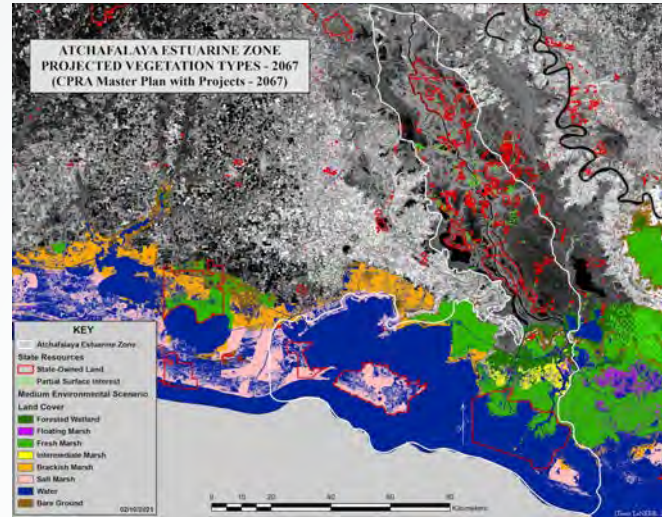 ATCHAFALAYA ESTUARINE ZONE
PROJECTED VEGETATION TYPES - 2067
(CPRA Master Plan with Projects - 2067)
KEY
Atchafalaya Estuarine Zone
State Resources
State-Owned Land
Partial Surface Interest
Medium Environmental Scenario
Land Cover
Forested Wetland
Floating Marsh
Fresh Marsh
Intermediate Marsh
Brackish Marsh
Salt Marsh
Water
Bare Ground
02/10/2021
0 10 20 40 60 80
Kilometers